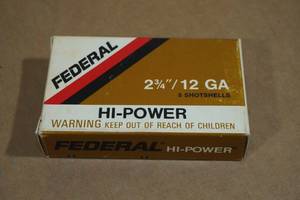 FEDERAL
2¾"/12 GA
5 SHOTSHELLS
HI-POWER
WARNING KEEP OUT OF REACH OF CHILDREN
FEDERAL HI-POWER